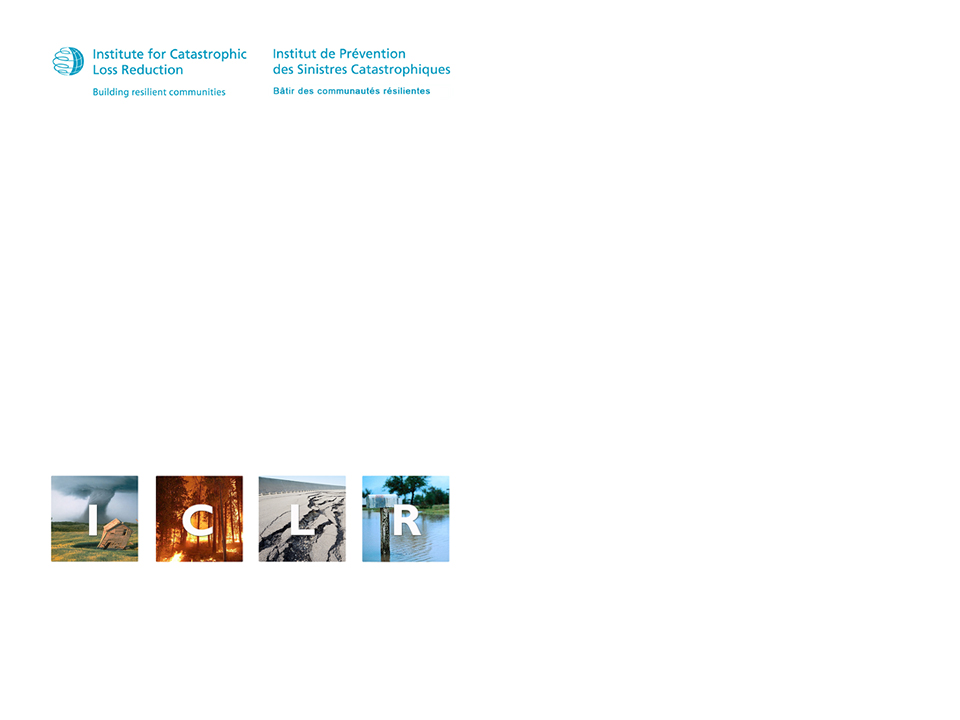 Institute for Catastrophic
Loss Reduction
Building resilient communities
Institut de Prévention
des Sinistres Catastrophiques
Bâtir des communautés résilientes
I C L R